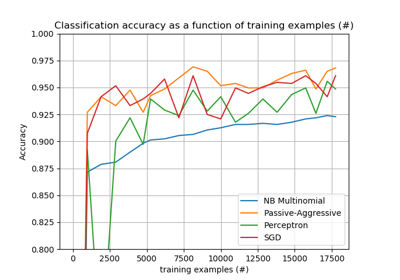 Classification accuracy as a function of training examples (#)
1.000
0.975
0.950
0.925
0.900
0.875
0.850
0.825
0.800
Accuracy
NB Multinomial
Passive-Aggressive
Perceptron
SGD
0 2500 5000 7500 10000 12500 15000 17500
training examples (#)